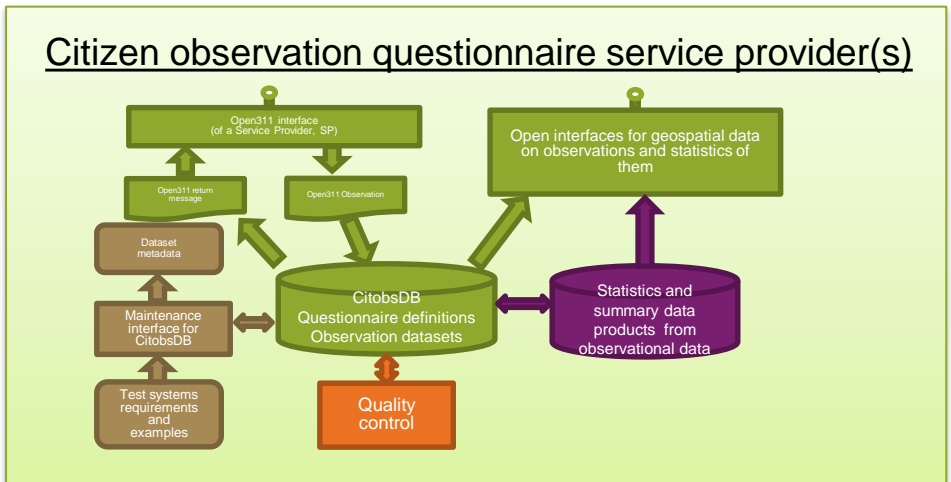 Citizen observation questionnaire service provider(s)
Open311 interface
(of a Service Provider, SP)
Open interfaces for geospatial data
on observations and statistics of
them
Open311 return
message
Open311 Observation
Dataset
metadata
CitobsDB
Questionnaire definitions
Observation datasets
Statistics and
summary data
products from
observational data
Maintenance
interface for
CitobsDB
Test systems
requirements
and
examples
Quality
control